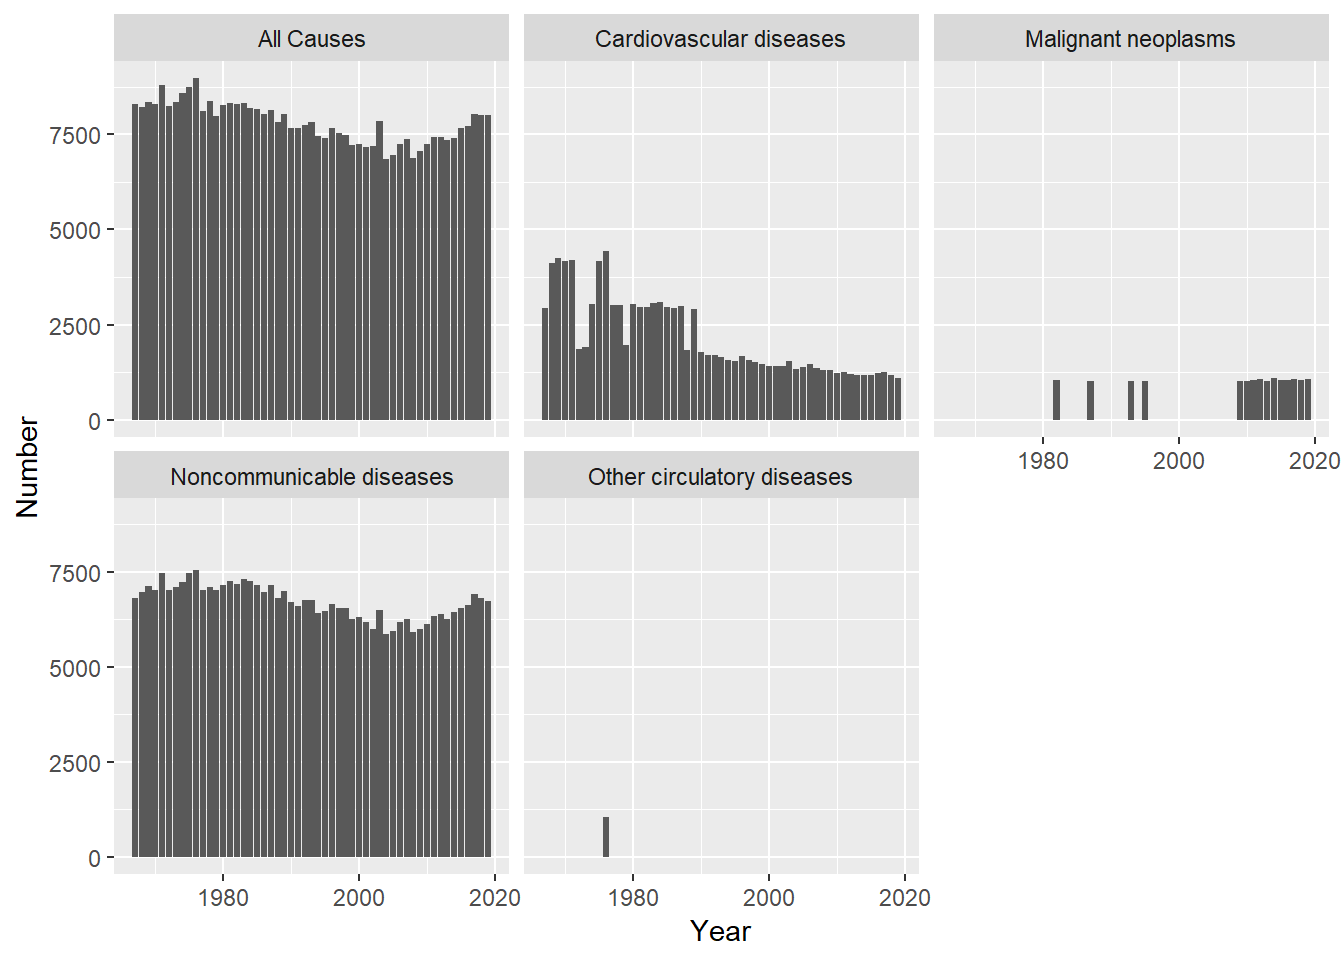 All Causes
Cardiovascular diseases
Malignant neoplasms
7500
5000
2500
0
1980
2000
2020
Number
Noncommunicable diseases
Other circulatory diseases
7500
5000
2500
0
1980
2000
2020
1980
2000
2020
Year